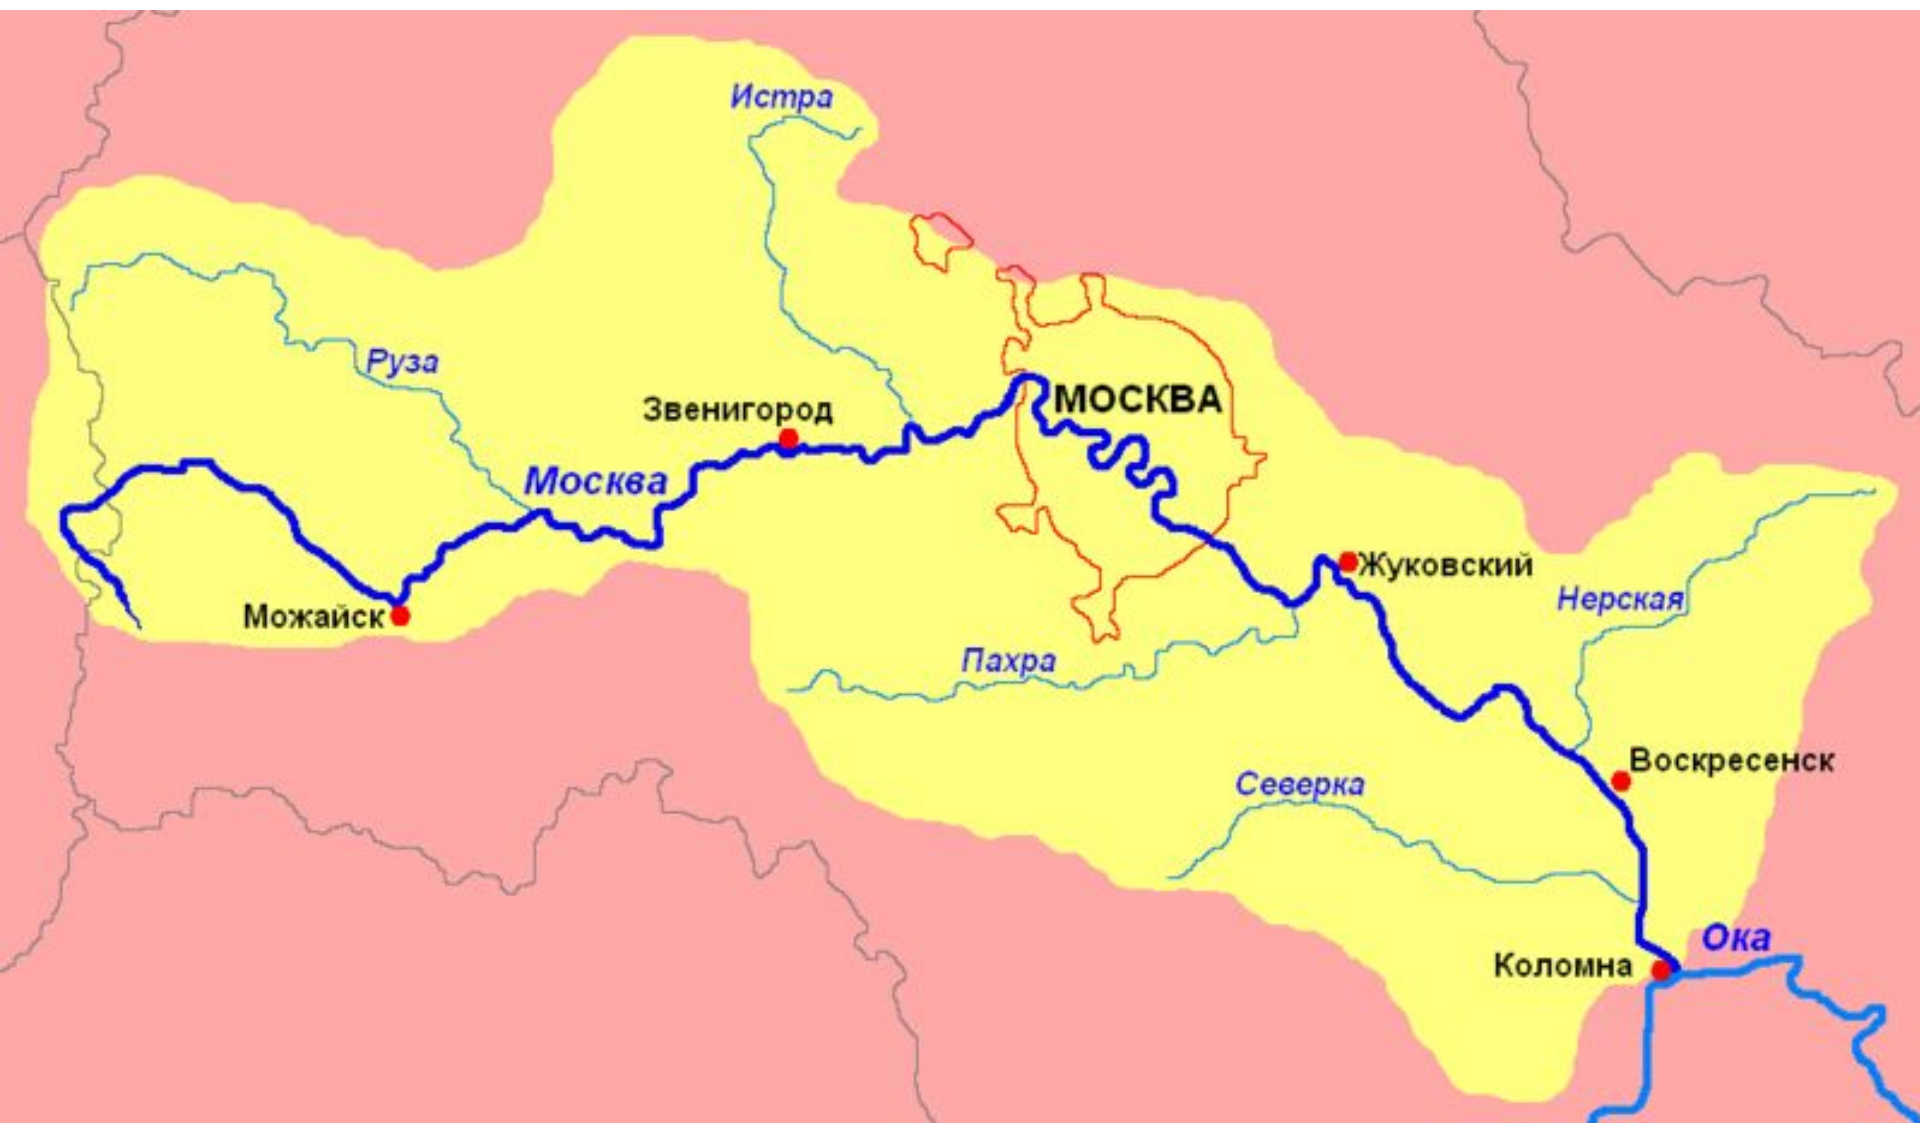 Истра
Руза
Звенигород
МОСКВА
Москва
Жуковский
Нерская
Можайск
Пахра
Воскресенск
Северка
Ока
Коломна